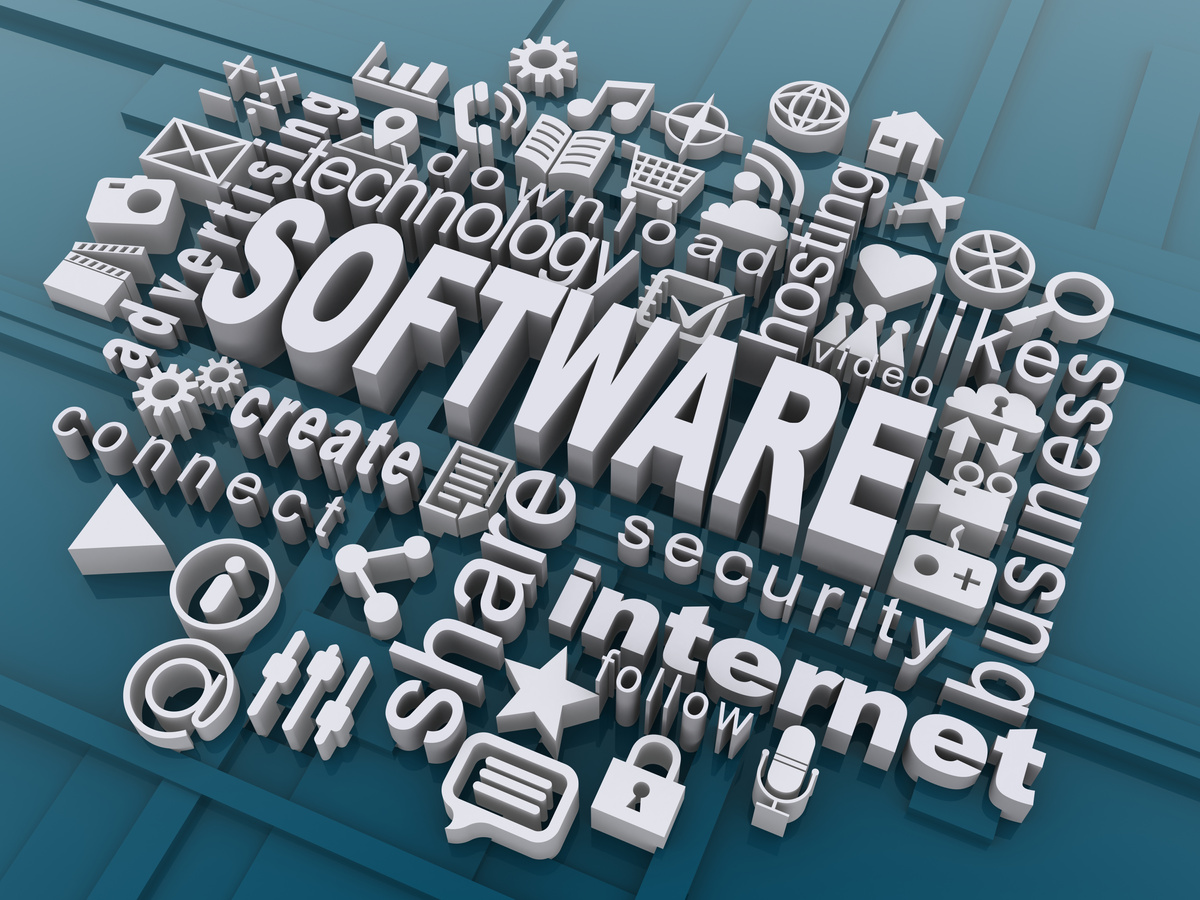 advertising
technology
download
hosting
SOFTWARE
video
likes
business
create
connect
share
security
internet
follow